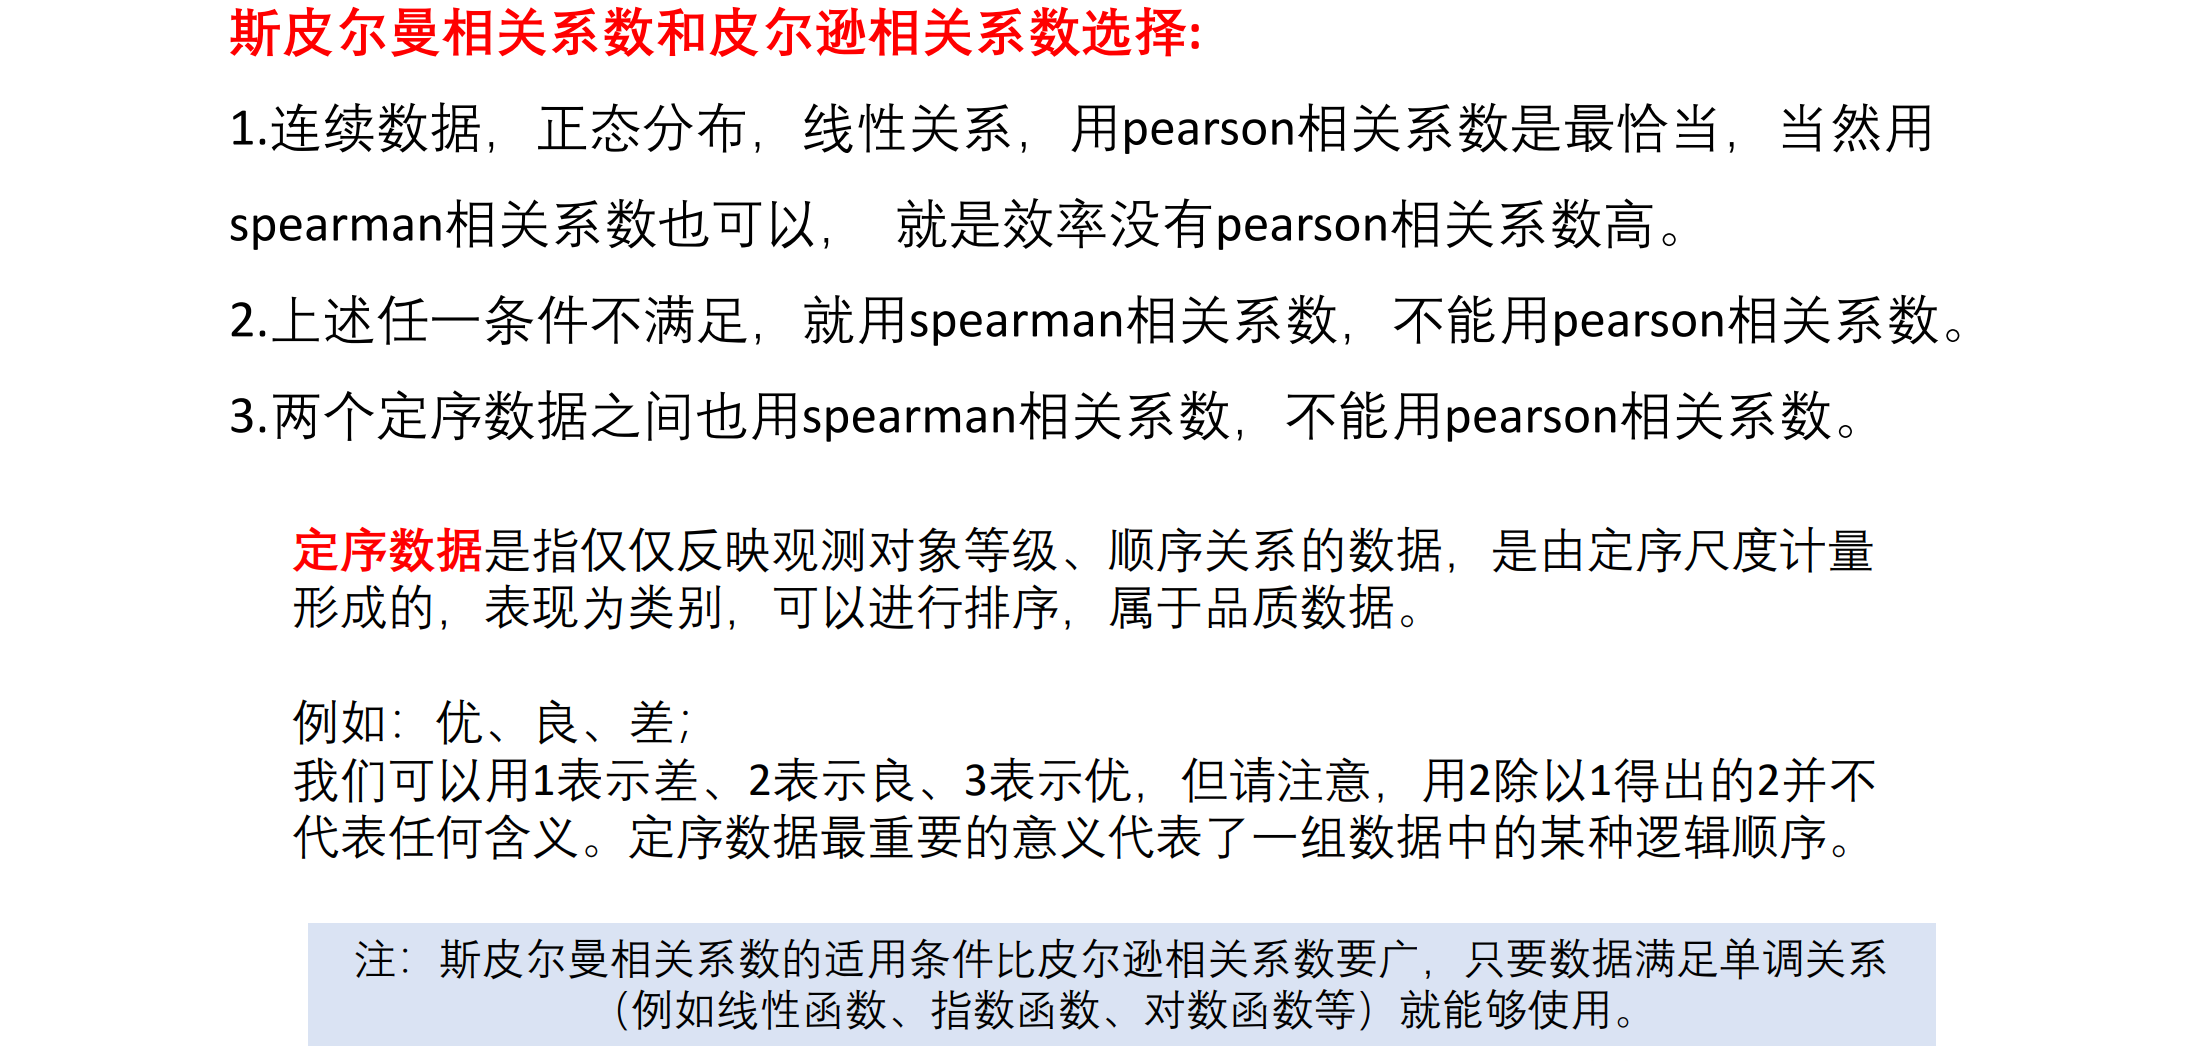 斯皮尔曼相关系数和皮尔逊相关系数选择:
1.连续数据，正态分布，线性关系，用pearson相关系数是最恰当，当然用
spearman相关系数也可以， 就是效率没有pearson相关系数高。
2.上述任一条件不满足，就用spearman相关系数，不能用pearson相关系数。
3.两个定序数据之间也用spearman相关系数，不能用pearson相关系数。
定序数据是指仅仅反映观测对象等级、顺序关系的数据，是由定序尺度计量
形成的，表现为类别，可以进行排序，属于品质数据。
例如：优、良、差；
我们可以用1表示差、2表示良、3表示优，但请注意，用2除以1得出的2并不
代表任何含义。定序数据最重要的意义代表了一组数据中的某种逻辑顺序。
注：斯皮尔曼相关系数的适用条件比皮尔逊相关系数要广，只要数据满足单调关系
（例如线性函数、指数函数、对数函数等）就能够使用。